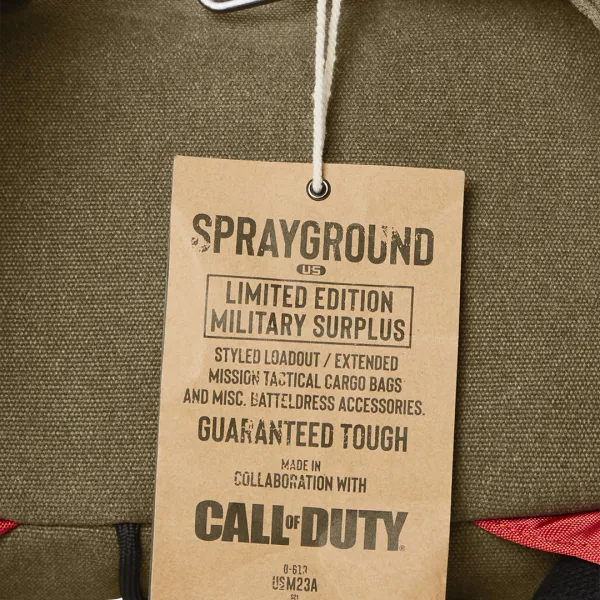 SPRAYGROUND
US
LIMITED EDITION
MILITARY SURPLUS
STYLED LOADOUT / EXTENDED
MISSION TACTICAL CARGO BAGS
AND MISC. BATTELDRESS ACCESSORIES.
GUARANTEED TOUGH
MADE IN
COLLABORATION WITH
CALL OF DUTY®
USM23A